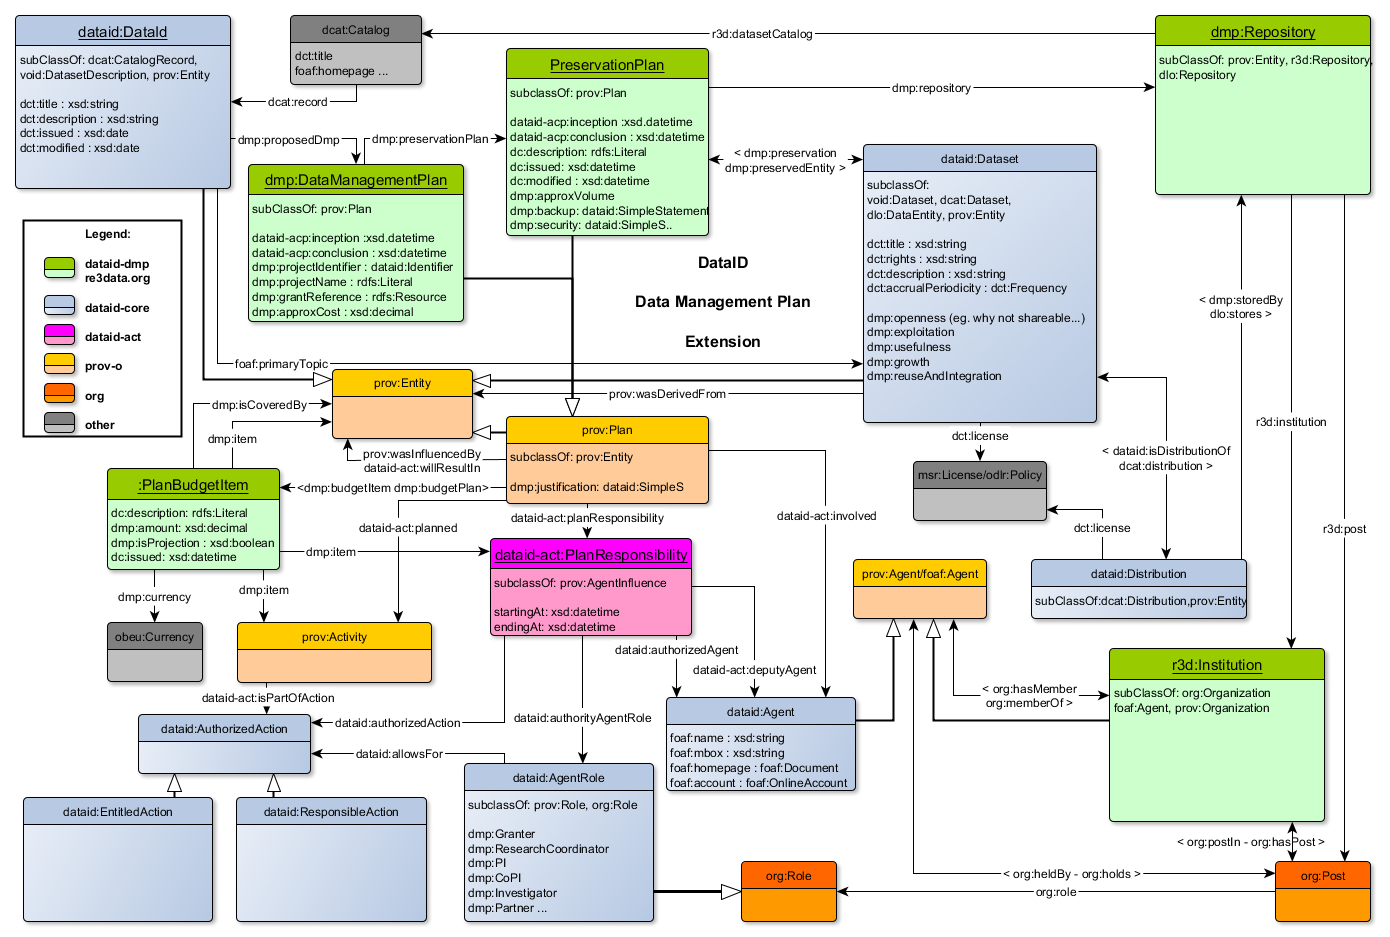 dataid:DataId
subClassOf: dcat:CatalogRecord,
void:DatasetDescription, prov:Entity
dct:title : xsd:string
dct:description : xsd:string
dct:issued : xsd:date
dct:modified : xsd:date
dcat:Catalog
dct:title
foaf:homepage ...
r3d:datasetCatalog
dcat:record
PreservationPlan
subclassOf: prov:Plan
dataid-acp:inception :xsd.datetime
dataid-acp:conclusion : xsd:datetime
dc:description: rdfs:Literal
dc:issued: xsd:datetime
dc:modified : xsd:datetime
dmp:approxVolume
dmp:backup: dataid:SimpleStatement
dmp:security: dataid:SimpleS..
dmp:repository
dmp:Repository
subClassOf: prov:Entity, r3d:Repository,
dlo:Repository
dmp:proposedDmp
dmp:preservationPlan
< dmp:preservation
dmp:preservedEntity >
dmp:DataManagementPlan
subClassOf: prov:Plan
dataid-acp:inception :xsd.datetime
dataid-acp:conclusion : xsd:datetime
dmp:projectIdentifier : dataid:Identifier
dmp:projectName : rdfs:Literal
dmp:grantReference : rdfs:Resource
dmp:approxCost : xsd:decimal
dataid:Dataset
subclassOf:
void:Dataset, dcat:Dataset,
dlo:DataEntity, prov:Entity
dct:title : xsd:string
dct:rights : xsd:string
dct:description : xsd:string
dct:accrualPeriodicity : dct:Frequency
dmp:openness (eg. why not shareable...)
dmp:exploitation
dmp:usefulness
dmp:growth
dmp:reuseAndIntegration
Legend:
dataid-dmp
re3data.org
dataid-core
dataid-act
prov-o
org
other
DataID
Data Management Plan
Extension
< dmp:storedBy
dlo:stores >
foaf:primaryTopic
prov:Entity
prov:wasDerivedFrom
dmp:isCoveredBy
dmp:item
prov:wasInfluencedBy
dataid-act:willResultIn
prov:Plan
subclassOf: prov:Entity
dmp:justification: dataid:SimpleS
dct:license
r3d:institution
< dataid:isDistributionOf
dcat:distribution >
msr:License/odlr:Policy
:PlanBudgetItem
dc:description: rdfs:Literal
dmp:amount: xsd:decimal
dmp:isProjection : xsd:boolean
dc:issued: xsd:datetime
<dmp:budgetItem dmp:budgetPlan>
dataid-act:planned
dataid-act:planResponsibility
dataid-act:involved
dct:license
r3d:post
dmp:item
dataid-act:PlanResponsibility
subclassOf: prov:AgentInfluence
startingAt: xsd:datetime
endingAt: xsd:datetime
prov:Agent/foaf:Agent
dataid:Distribution
subClassOf:dcat:Distribution,prov:Entity
dmp:currency
dmp:item
obeu:Currency
prov:Activity
dataid:authorizedAgent
dataid-act:deputyAgent
r3d:Institution
subClassOf: org:Organization
foaf:Agent, prov:Organization
< org:hasMember
org:memberOf >
dataid-act:isPartOfAction
dataid:authorizedAction
dataid:authorityAgentRole
dataid:Agent
foaf:name : xsd:string
foaf:mbox : xsd:string
foaf:homepage : foaf:Document
foaf:account : foaf:OnlineAccount
dataid:AuthorizedAction
dataid:allowsFor
dataid:AgentRole
subclassOf: prov:Role, org:Role
dmp:Granter
dmp:ResearchCoordinator
dmp:PI
dmp:CoPI
dmp:Investigator
dmp:Partner ...
dataid:EntitledAction
dataid:ResponsibleAction
< org:postIn - org:hasPost >
org:Role
< org:heldBy - org:holds >
org:role
org:Post